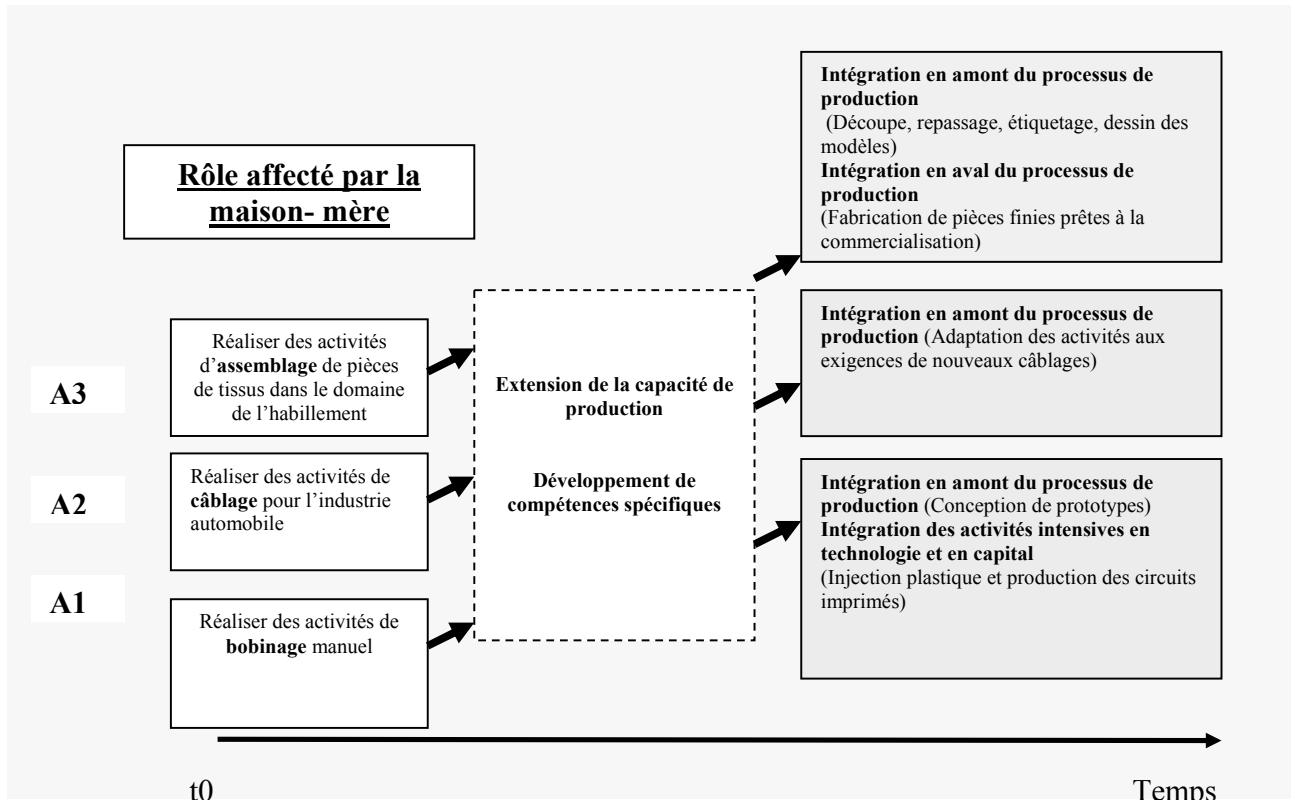 Rôle affecté par la
maison- mère
A3
A2
A1
Réaliser des activités
d'assemblage de pièces
de tissus dans le domaine
de l'habillement
Réaliser des activités de
câblage pour l'industrie
automobile
Réaliser des activités de
bobinage manuel
Extension de la capacité de
production
Développement de
compétences spécifiques
Intégration en amont du processus de
production
(Découpe, repassage, étiquetage, dessin des
modèles)
Intégration en aval du processus de
production
(Fabrication de pièces finies prêtes à la
commercialisation)
Intégration en amont du processus de
production (Adaptation des activités aux
exigences de nouveaux câblages)
Intégration en amont du processus de
production (Conception de prototypes)
Intégration des activités intensives en
technologie et en capital
(Injection plastique et production des circuits
imprimés)
t0
Temps